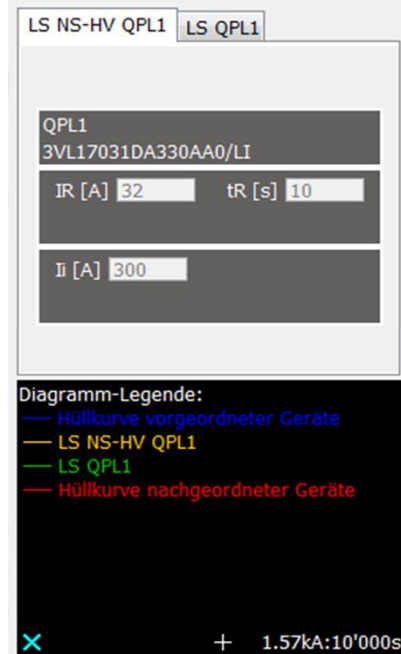 LS NS-HV QPL1
LS QPL1
QPL1
3VL17031DA330AA0/LI
IR [A] 32 tR [s] 10
Ii [A] 300
Diagramm-Legende:
Hüllkurve vorgeordneter Geräte
LS NS-HV QPL1
LS QPL1
Hüllkurve nachgeordneter Geräte
1.57kA:10'000s